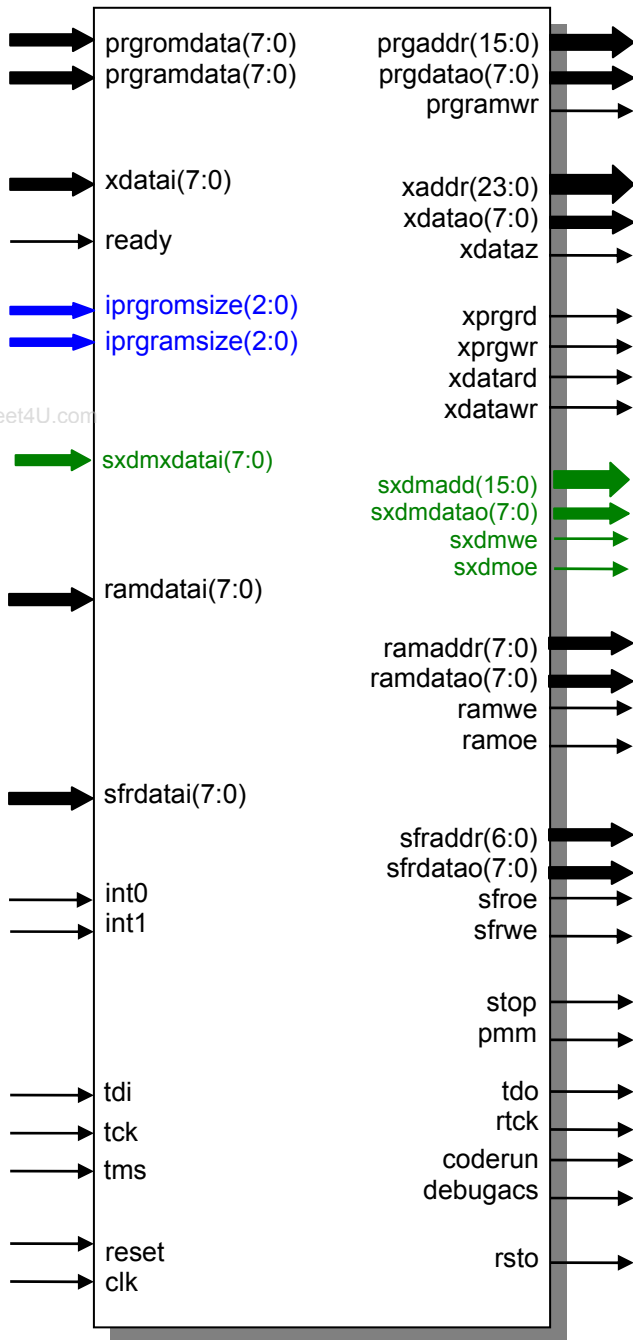 prgromdata(7:0)
prgramdata(7:0)
xdatai(7:0)
ready
iprgromsize(2:0)
iprgramsize(2:0)
eet4U.com
sxdmxdatai(7:0)
ramdatai(7:0)
sfrdatai(7:0)
int0
int1
tdi
tck
tms
reset
clk
prgaddr(15:0)
prgdatao(7:0)
prgramwr
xaddr(23:0)
xdatao(7:0)
xdataz
xprgrd
xprgwr
xdatard
xdatawr
sxdmadd(15:0)
sxdmdatao(7:0)
sxdmwe
sxdmoe
ramaddr(7:0)
ramdatao(7:0)
ramwe
ramoe
sfraddr(6:0)
sfrdatao(7:0)
sfroe
sfrwe
stop
pmm
tdo
rtck
coderun
debugacs
rsto